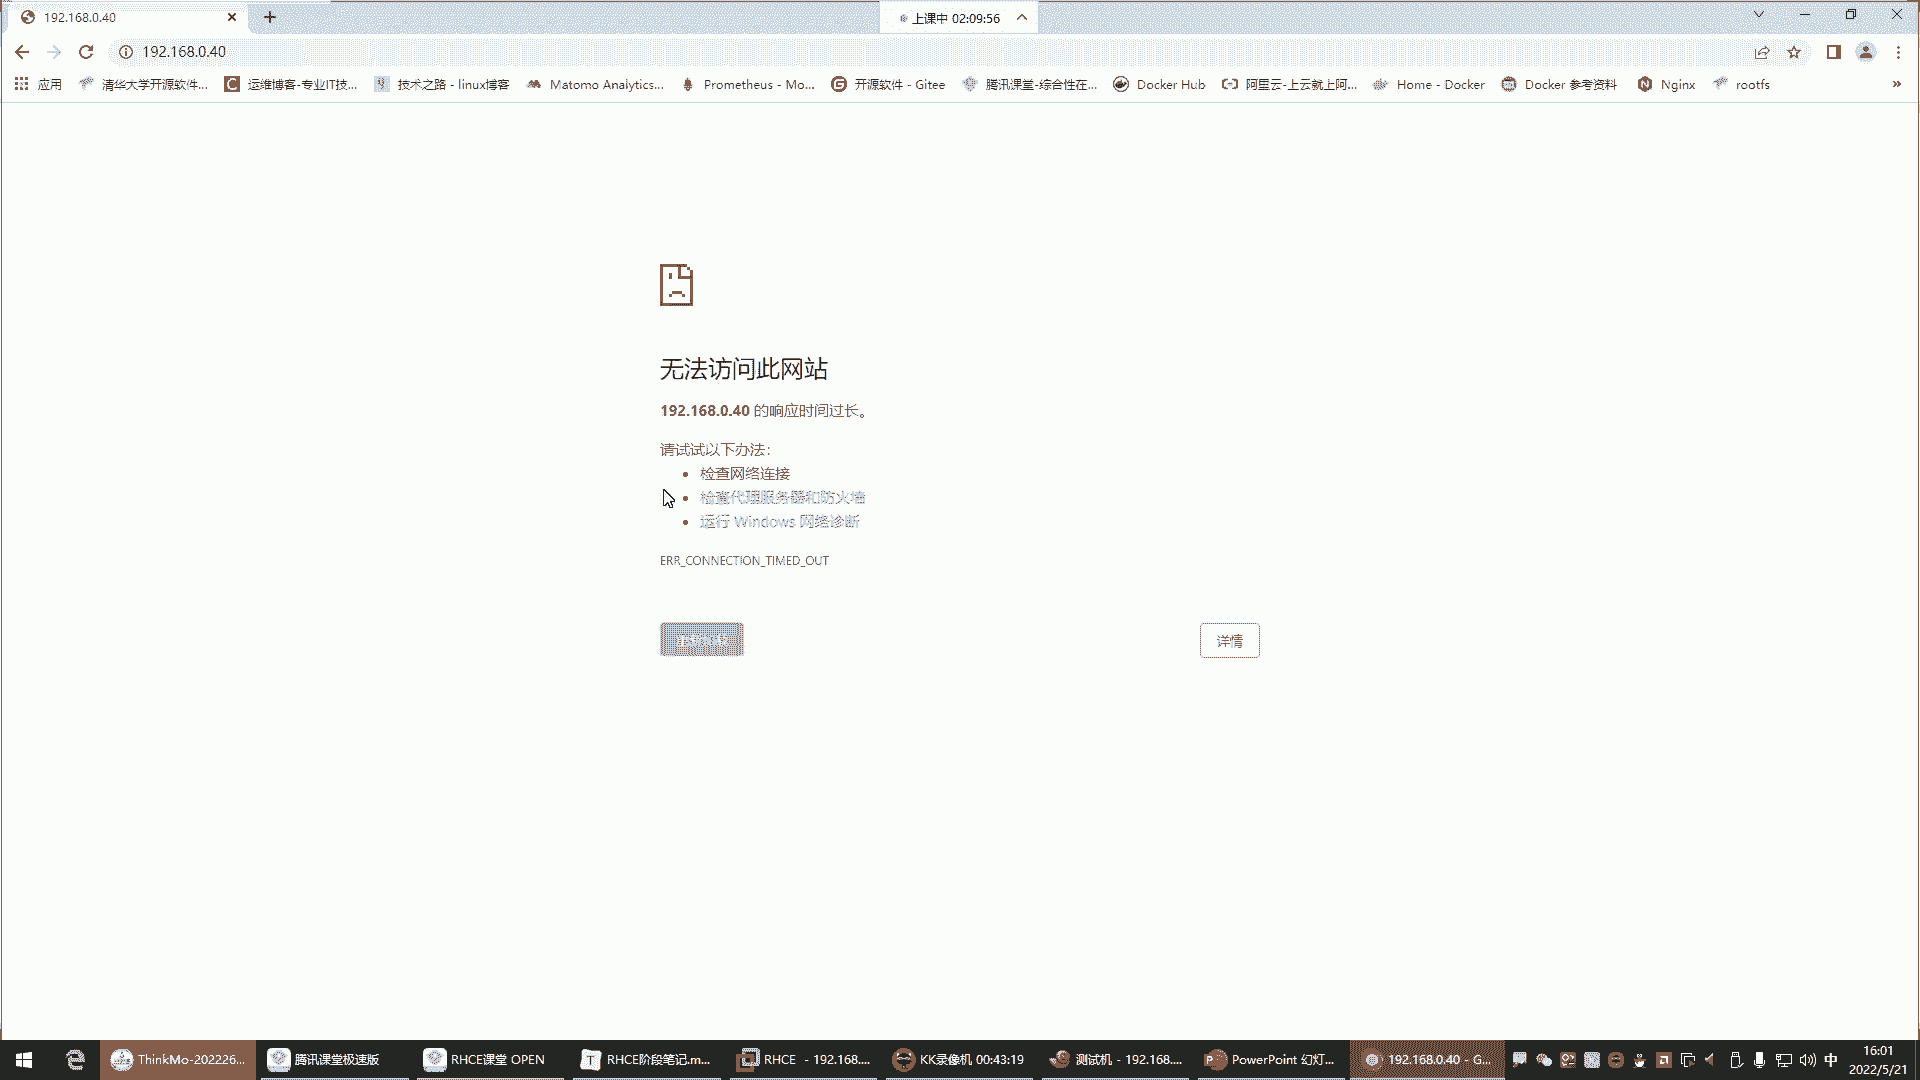 192.168.0.40
上课中 02:09:56
192.168.0.40
应用
清华大学开源软件...
运维博客-专业IT技...
技术之路 - linux博客
Matomo Analytics...
Prometheus - Mo...
开源软件 - Gitee
腾讯课堂-综合性在...
Docker Hub
阿里云-上云就上阿...
Home - Docker
Docker 参考资料
Nginx
rootfs
无法访问此网站
192.168.0.40 的响应时间过长。
请试试以下办法：
检查网络连接
检查代理服务器和防火墙
运行 Windows 网络诊断
ERR_CONNECTION_TIMED_OUT
详情
ThinkMo-202226...
腾讯课堂极速版
RHCE课堂 OPEN
RHCE阶段笔记.m...
RHCE - 192.168....
KK录像机 00:43:19
测试机 - 192.168....
PowerPoint 幻灯...
192.168.0.40 - G...
中
16:01
2022/5/21